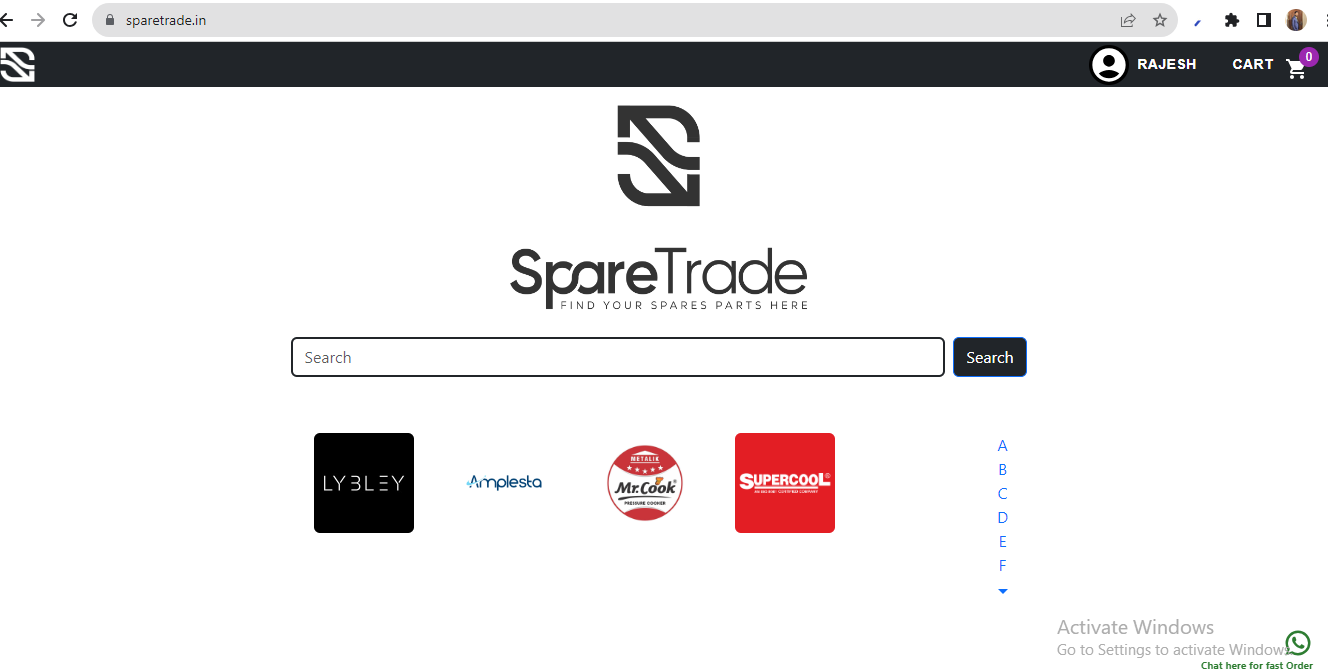 sparetrade.in
RAJESH
CART
0
SpareTrade
FIND YOUR SPARES PARTS HERE
Search
Search
LYBLEY
Amplesta
METALIK
Mr.Cook
PRESSURE COOKER
SUPERCOOL
A
B
C
D
E
F
Activate Windows
Go to Settings to activate Windows
Chat here for fast Order